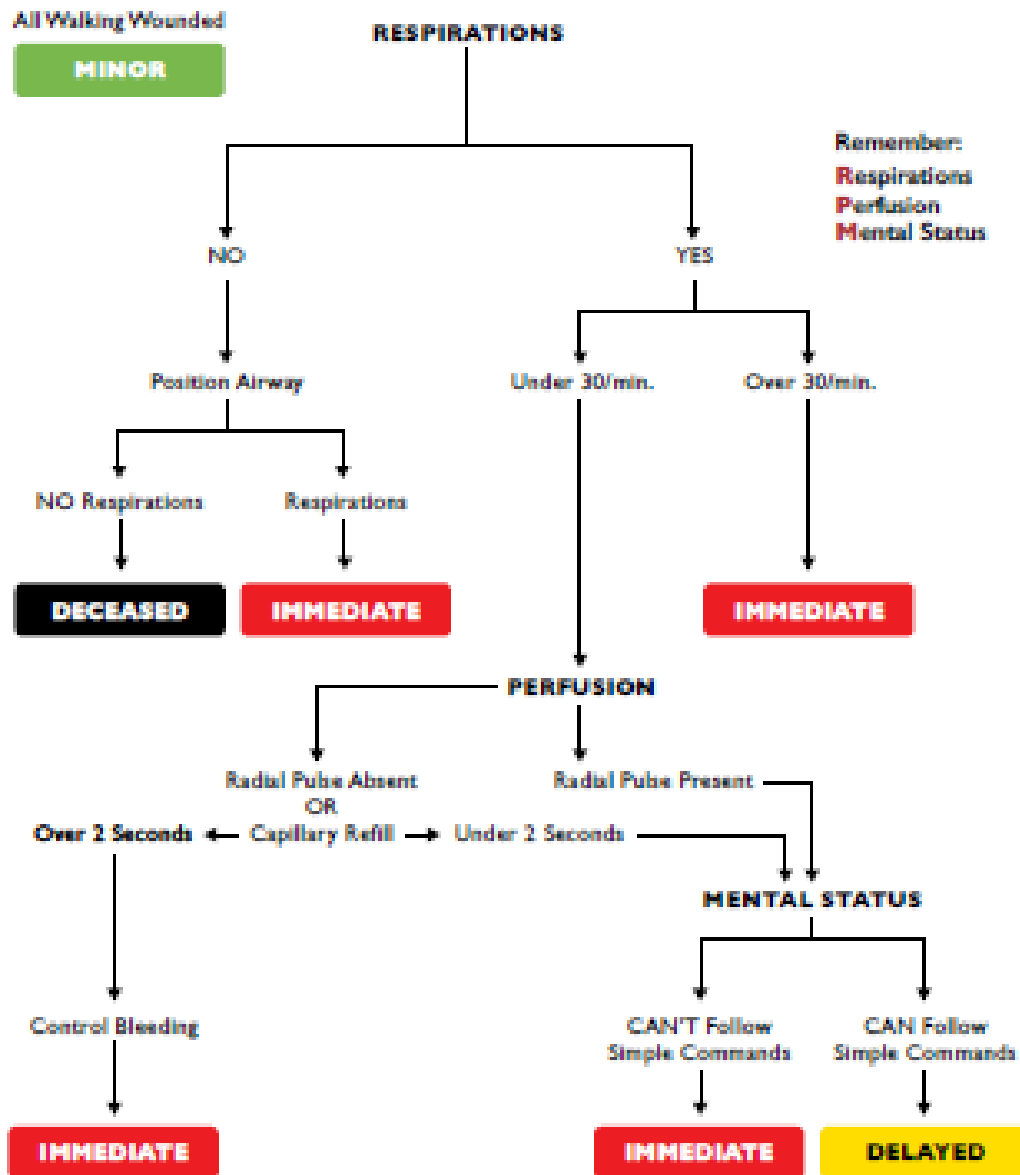 All Walking Wounded
MINOR
RESPIRATIONS
Remember:
Respirations
Perfusion
Mental Status
NO
YES
Position Airway
Under 30/min.
Over 30/min.
NO Respirations
Respirations
DECEASED
IMMEDIATE
IMMEDIATE
PERFUSION
Radial Pulse Absent
OR
Radial Pulse Present
Over 2 Seconds
Capillary Refill
Under 2 Seconds
MENTAL STATUS
Control Bleeding
CAN'T Follow
Simple Commands
CAN Follow
Simple Commands
IMMEDIATE
IMMEDIATE
DELAYED